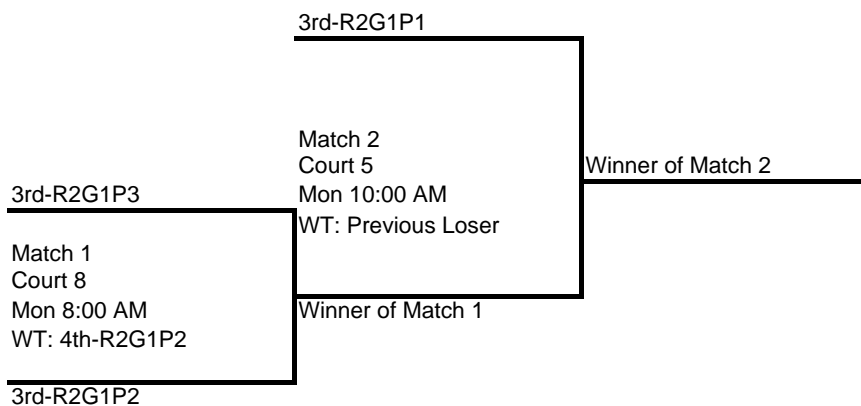 3rd-R2G1P1
Match 2
Court 5
Mon 10:00 AM
WT: Previous Loser
Winner of Match 2
3rd-R2G1P3
Match 1
Court 8
Mon 8:00 AM
WT: 4th-R2G1P2
Winner of Match 1
3rd-R2G1P2